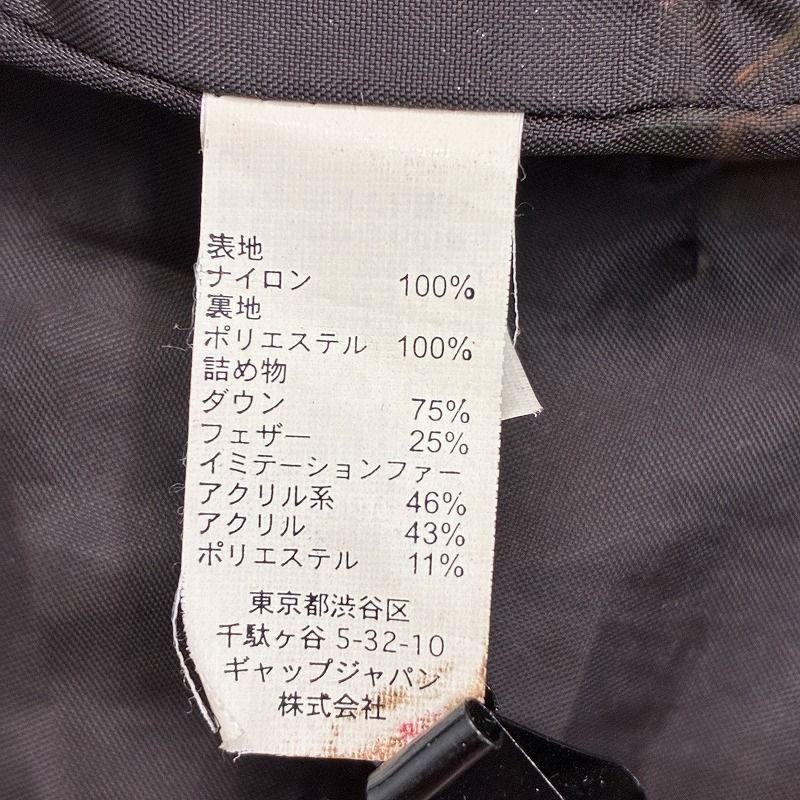 表地
ナイロン 100%
裏地
ポリエステル 100%
詰め物
ダウン 75%
フェザー 25%
イミテーションファー
アクリル系 46%
アクリル 43%
ポリエステル 11%
東京都渋谷区
千駄ヶ谷 5-32-10
ギャップジャパン
株式会社